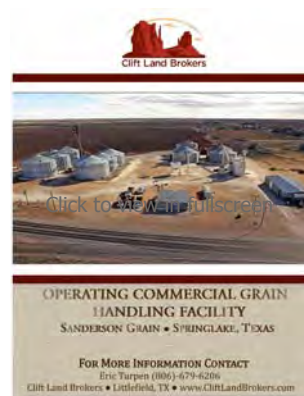 Clift Land Brokers
Click to view in fullscreen
OPERATING COMMERCIAL GRAIN
HANDLING FACILITY
SANDERSON GRAIN • SPRINGLAKE, TEXAS
FOR MORE INFORMATION CONTACT
Eric Turpen (806)-679-6206
Clift Land Brokers • Littlefield, TX • www.CliftLandBrokers.com